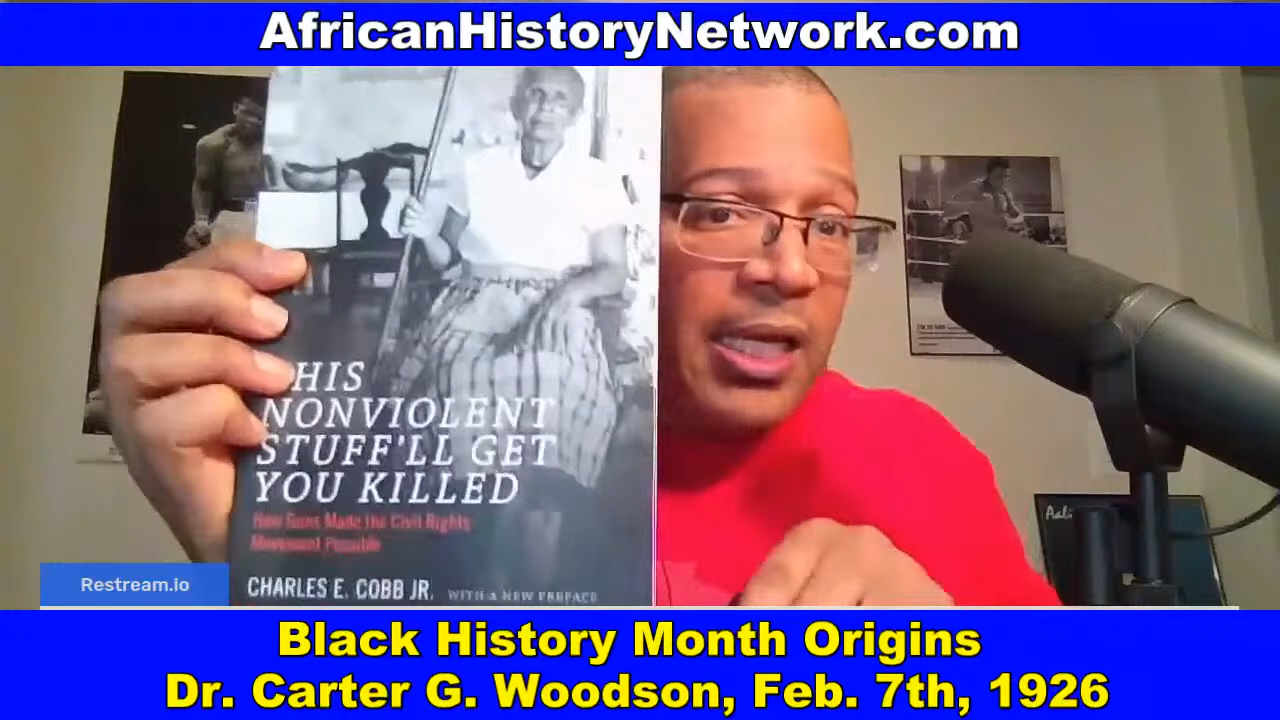 AfricanHistoryNetwork.com
HIS
NONVIOLENT
STUFF'LL GET
YOU KILLED
How Guns Made the Civil Rights
Movement Possible
CHARLES E. COBB JR. WITH A NEW PREFACE
Aali
Restream.io
Black History Month Origins
Dr. Carter G. Woodson, Feb. 7th, 1926